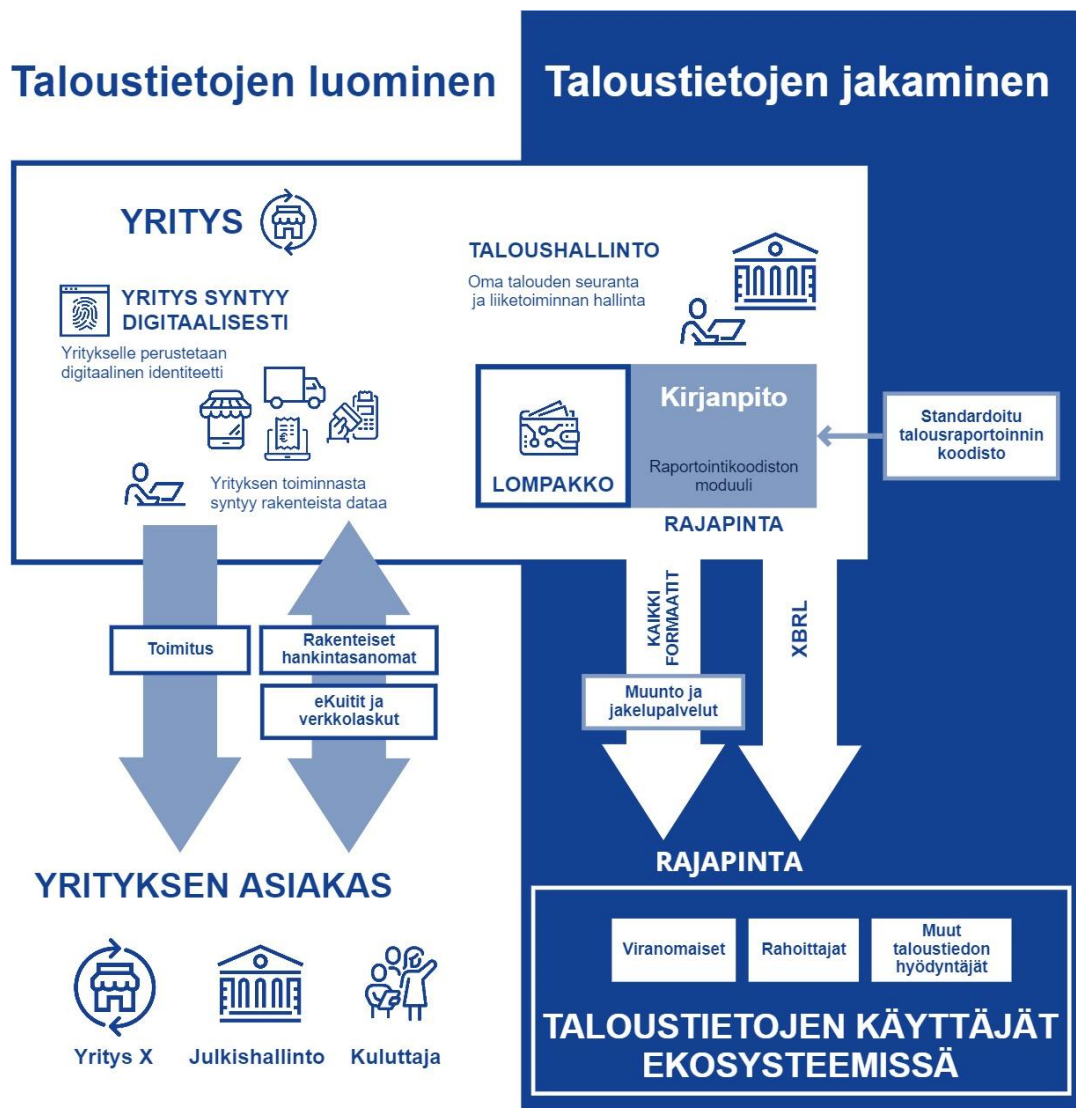 Taloustietojen luominen
Taloustietojen jakaminen
YRITYS
YRITYS SYNTYY
DIGITAALISESTI
Yritykselle perustetaan
digitaalinen identiteetti
Yrityksen toiminnasta
syntyy rakenteista dataa
TALOUSHALLINTO
Oma talouden seuranta
ja liiketoiminnan hallinta
LOMPAKKO
Kirjanpito
Raportointikoodiston
moduuli
RAJAPINTA
Standardoitu
talousraportoinnin
koodisto
Toimitus
Rakenteiset
hankintasanomat
eKuitit ja
verkkolaskut
KAIKKI
FORMAATIT
XBRL
Muunto ja
jakelupalvelut
YRITYKSEN ASIAKAS
Yritys X
Julkishallinto
Kuluttaja
RAJAPINTA
Viranomaiset
Rahoittajat
Muut
taloustiedon
hyödyntäjät
TALOUSTIETOJEN KÄYTTÄJÄT
EKOSYSTEEMISSÄ